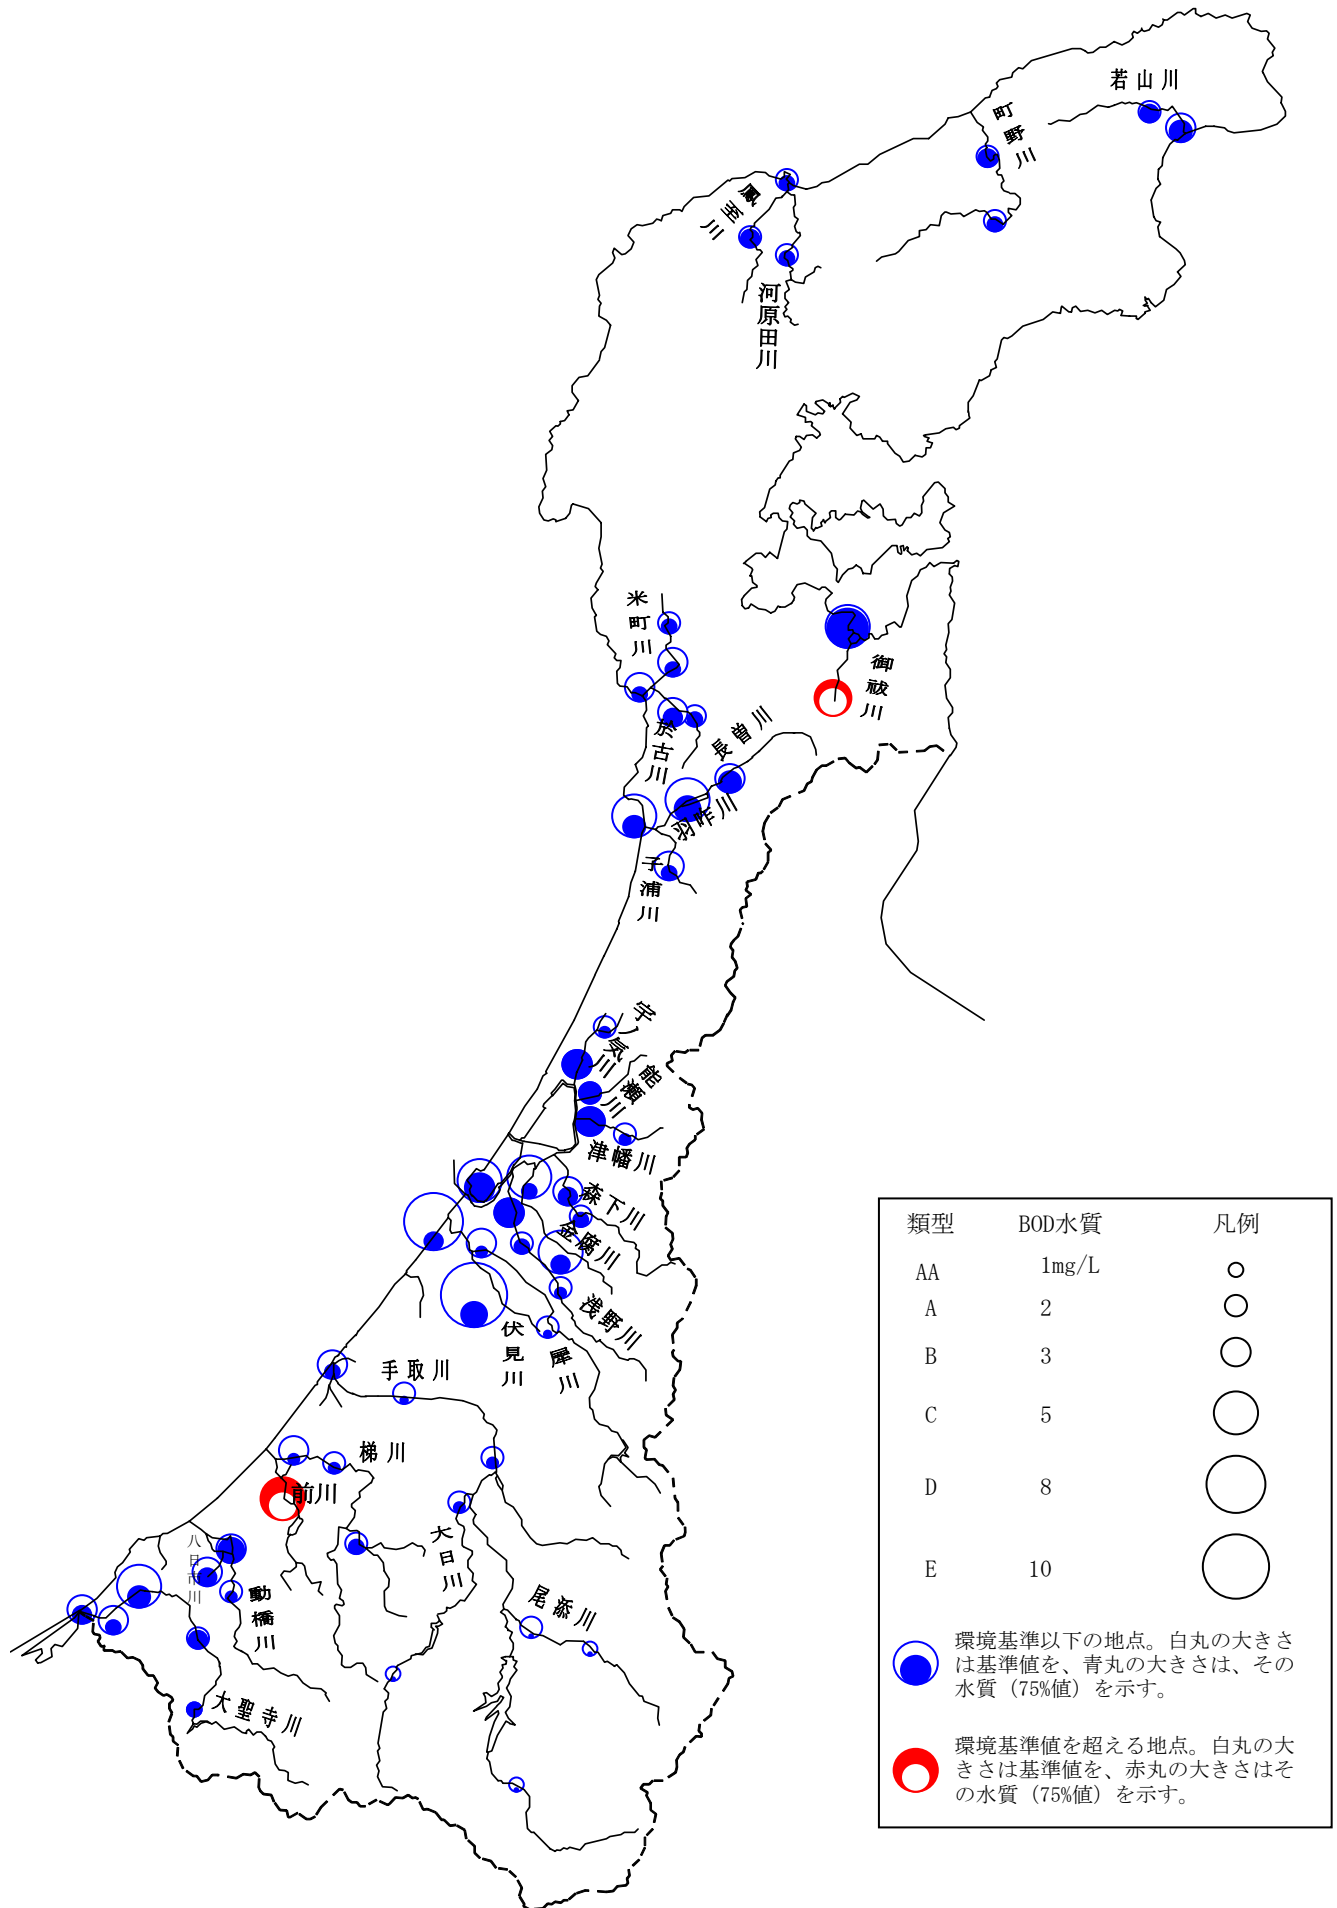 若山川
町野川
鳳至川
河原田川
米町川
御祓川
於古川
長曽川
羽咋川
子浦川
宇ノ気川
能瀬川
津幡川
森下川
金腐川
浅野川
伏見川
犀川
手取川
梯川
前川
大日川
八日市川
動橋川
尾添川
大聖寺川
類型 BOD水質 凡例
AA 1mg/L
A 2
B 3
C 5
D 8
E 10
環境基準以下の地点。白丸の大きさ
は基準値を、青丸の大きさは、その
水質（75%値）を示す。
環境基準値を超える地点。白丸の大
きさは基準値を、赤丸の大きさはそ
の水質（75%値）を示す。